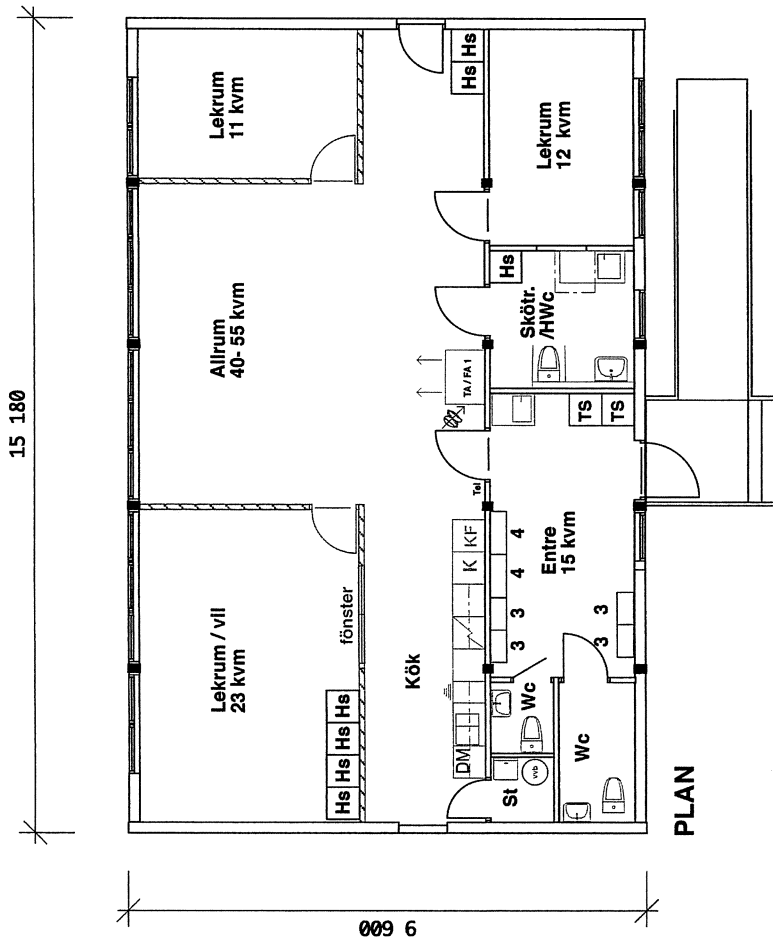 15 180
9 600
Lekrum
11 kvm
Hs
Hs
Lekrum
12 kvm
Allrum
40- 55 kvm
Hs
Skötr.
/HWc
TA / FA 1
TS
TS
Tel
Entre
15 kvm
4
4
3
3
3
3
Lekrum / vil
23 kvm
fönster
Hs
Hs
Hs
Hs
Kök
KF
K
DM
Wc
Wc
St
vvb
PLAN